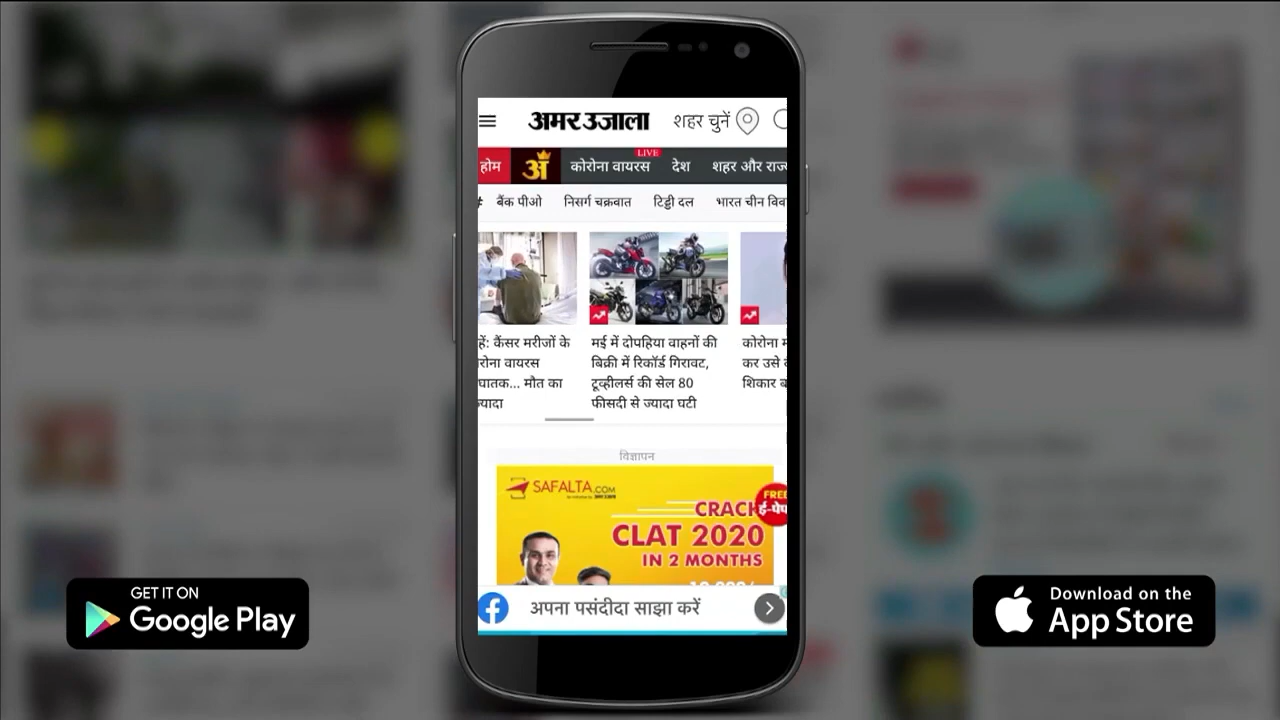 अमर उजाला
शहर चुनें
LIVE
होम
अ
कोरोना वायरस
देश
शहर और राज्य
#
बैंक पीओ
निसर्ग चक्रवात
टिड्डी दल
भारत चीन विवा
हें: कैंसर मरीजों के
रोना वायरस
घातक... मौत का
ज्यादा
मई में दोपहिया वाहनों की
बिक्री में रिकॉर्ड गिरावट,
टूव्हीलर्स की सेल 80
फीसदी से ज्यादा घटी
कोरोना म
कर उसे
शिकार ब
विज्ञापन
SAFALTA.COM
CRACK
CLAT 2020
IN 2 MONTHS
FREE
ई-पेप
अपना पसंदीदा साझा करें
GET IT ON
Google Play
Download on the
App Store